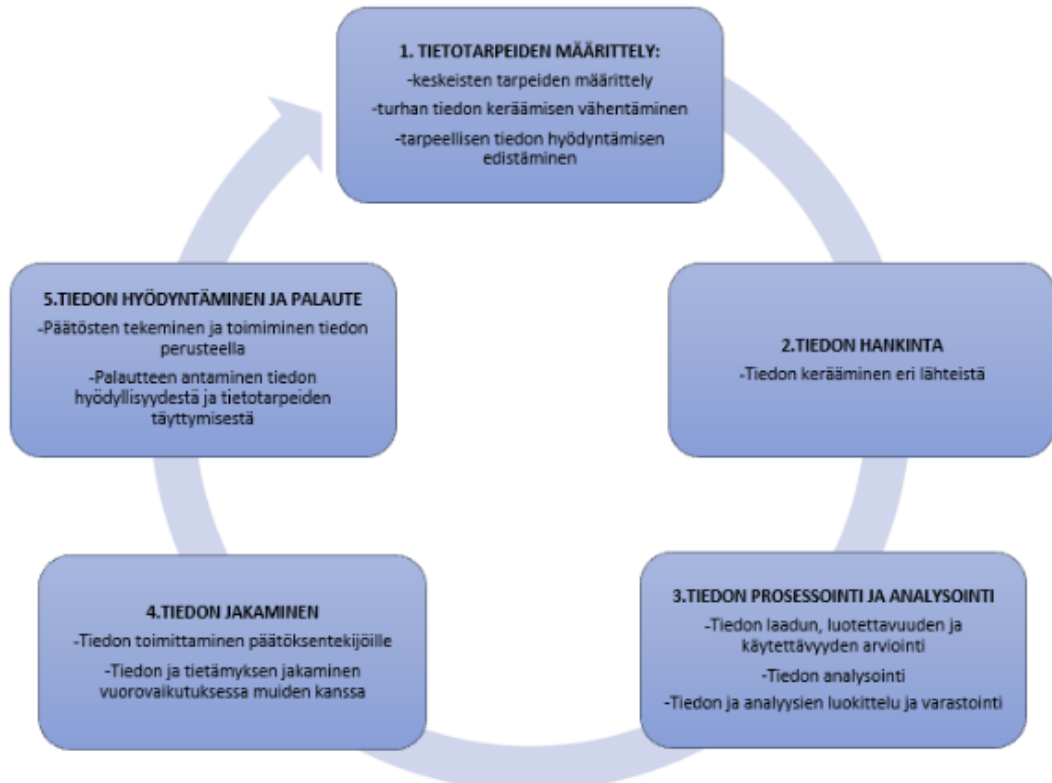 1. TIETOTARPEIDEN MÄÄRITTELY:
-keskeisten tarpeiden määrittely
-turhan tiedon keräämisen vähentäminen
-tarpeellisen tiedon hyödyntämisen
edistäminen
2.TIEDON HANKINTA
-Tiedon kerääminen eri lähteistä
3.TIEDON PROSESSOINTI JA ANALYSOINTI
-Tiedon laadun, luotettavuuden ja
käytettävyyden arviointi
-Tiedon analysointi
-Tiedon ja analyysien luokittelu ja varastointi
4.TIEDON JAKAMINEN
-Tiedon toimittaminen päätöksentekijöille
-Tiedon ja tietämyksen jakaminen
vuorovaikutuksessa muiden kanssa
5.TIEDON HYÖDYNTÄMINEN JA PALAUTE
-Päätösten tekeminen ja toimiminen tiedon
perusteella
-Palautteen antaminen tiedon
hyödyllisyydestä ja tietotarpeiden
täyttymisestä